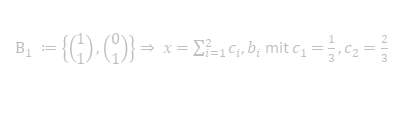 B₁ ≔ {(1 1), (0 1)} ⇒ x = ∑²ᵢ₌₁ cᵢ, bᵢ mit c₁ = 1/3, c₂ = 2/3